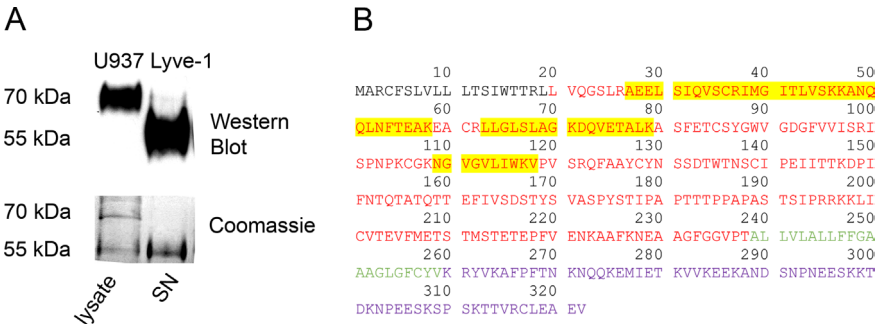 A
U937 Lyve-1
70 kDa
55 kDa
Western
Blot
70 kDa
55 kDa
Coomassie
lysate
SN
B
10 20 30 40 50
MARCFSLVLL LTSIWTTRLL VQGSLRAEEL SIQVSCRIMG ITLVSKKANQ
60 70 80 90 100
QLNFTEAKEA CRLLGLSLAG KDQVETALKA SFETCSYGWV GDGFVVISRI
110 120 130 140 150
SPNPKCGKNG VGVLIWKVPV SRQFAAYCYN SSDTWTNSCI PEIITTKDPI
160 170 180 190 200
FNTQTATQTT EFIVSDSTYS VASPYSTIPA PTTTPPAPAS TSIPRRKKLI
210 220 230 240 250
CVTEVFMETS TMSTETEPFV ENKAAFKNEA AGFGGVPTAL LVLALLFFGA
260 270 280 290 300
AAGLGFCYVK RYVKAFPFTN KNQQKEMIET KVVKEEKAND SNPNEESKKT
310 320
DKNPEESKSP SKTTVRCLEA EV